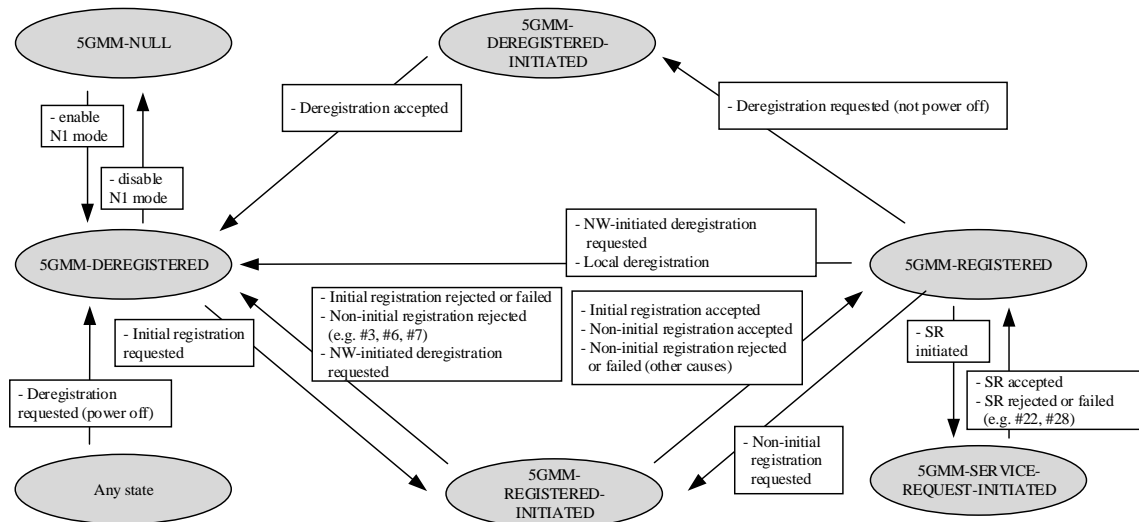 5GMM-NULL
5GMM-
DEREGISTERED-
INITIATED
- Deregistration accepted
- Deregistration requested (not power off)
- enable
N1 mode
- disable
N1 mode
- NW-initiated deregistration
requested
- Local deregistration
5GMM-DEREGISTERED
5GMM-REGISTERED
- Initial registration
requested
- Initial registration rejected or failed
- Non-initial registration rejected
(e.g. #3, #6, #7)
- NW-initiated deregistration
requested
- Initial registration accepted
- Non-initial registration accepted
- Non-initial registration rejected
or failed (other causes)
- SR
initiated
- Deregistration
requested (power off)
- SR accepted
- SR rejected or failed
(e.g. #22, #28)
- Non-initial
registration
requested
Any state
5GMM-
REGISTERED-
INITIATED
5GMM-SERVICE-
REQUEST-INITIATED